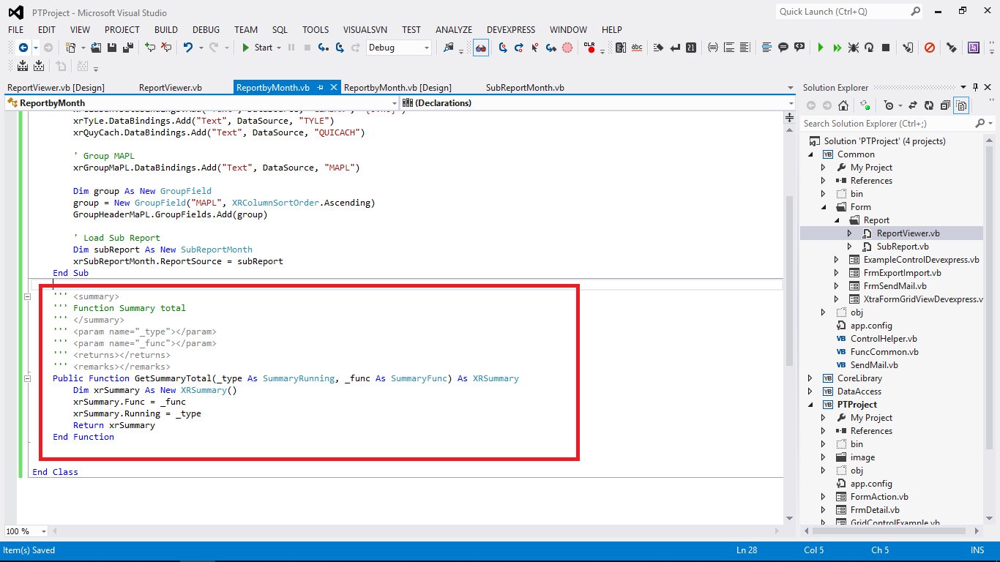 PTProject - Microsoft Visual Studio
Quick Launch (Ctrl+Q)
FILE EDIT VIEW PROJECT BUILD DEBUG TEAM SQL TOOLS VISUALSVN TEST ANALYZE DEVEXPRESS WINDOW HELP
Start Debug abc 21 CLR
ReportViewer.vb [Design] ReportViewer.vb ReportbyMonth.vb ReportbyMonth.vb [Design] SubReportMonth.vb
ReportbyMonth (Declarations)
xrTyLe.DataBindings.Add("Text", DataSource, "TYLE")
xrQuyCach.DataBindings.Add("Text", DataSource, "QUICACH")
' Group MAPL
xrGroupMaPL.DataBindings.Add("Text", DataSource, "MAPL")
Dim group As New GroupField
group = New GroupField("MAPL", XRColumnSortOrder.Ascending)
GroupHeaderMaPL.GroupFields.Add(group)
' Load Sub Report
Dim subReport As New SubReportMonth
xrSubReportMonth.ReportSource = subReport
End Sub
''' <summary>
''' Function Summary total
''' </summary>
''' <param name="_type"></param>
''' <param name="_func"></param>
''' <returns></returns>
''' <remarks></remarks>
Public Function GetSummaryTotal(_type As SummaryRunning, _func As SummaryFunc) As XRSummary
Dim xrSummary As New XRSummary()
xrSummary.Func = _func
xrSummary.Running = _type
Return xrSummary
End Function
End Class
100 %
Solution Explorer
Search Solution Explorer (Ctrl+;)
Solution 'PTProject' (4 projects)
VB Common
My Project
References
bin
Form
Report
ReportViewer.vb
SubReport.vb
ExampleControlDevexpress.vb
FrmExportImport.vb
FrmSendMail.vb
XtraFormGridViewDevexpress.v
obj
app.config
VB ControlHelper.vb
VB FuncCommon.vb
VB SendMail.vb
VB CoreLibrary
VB DataAccess
VB PTProject
My Project
References
bin
image
obj
app.config
FormAction.vb
FrmDetail.vb
GridControlExample.vb
Item(s) Saved Ln 28 Col 5 Ch 5 INS